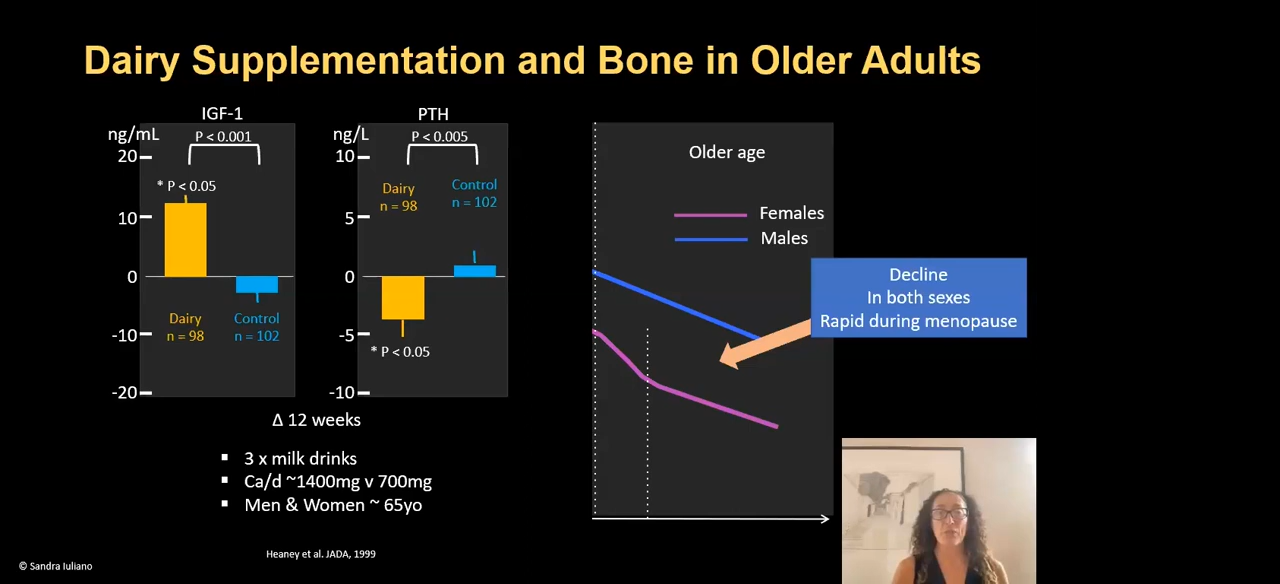 Dairy Supplementation and Bone in Older Adults
IGF-1
ng/mL
P < 0.001
20
* P < 0.05
10
0
Dairy
n = 98
Control
n = 102
-10
-20
PTH
ng/L
P < 0.005
10
Dairy
n = 98
Control
n = 102
5
0
-5
* P < 0.05
-10
Δ 12 weeks
▪ 3 x milk drinks
▪ Ca/d ~1400mg v 700mg
▪ Men & Women ~ 65yo
Heaney et al. JADA, 1999
Older age
Females
Males
Decline
In both sexes
Rapid during menopause
© Sandra Iuliano